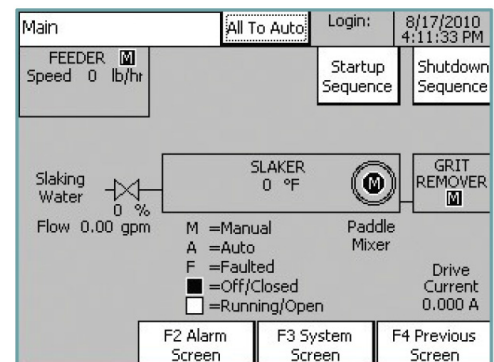 Main
All To Auto
Login:
8/17/2010
4:11:33 PM
FEEDER M
Speed 0 lb/hr
Startup
Sequence
Shutdown
Sequence
SLAKER
0 °F
M
GRIT
REMOVER
M
Slaking
Water
0 %
Flow 0.00 gpm
Paddle
Mixer
M =Manual
A =Auto
F =Faulted
=Off/Closed
=Running/Open
Drive
Current
0.000 A
F2 Alarm
Screen
F3 System
Screen
F4 Previous
Screen